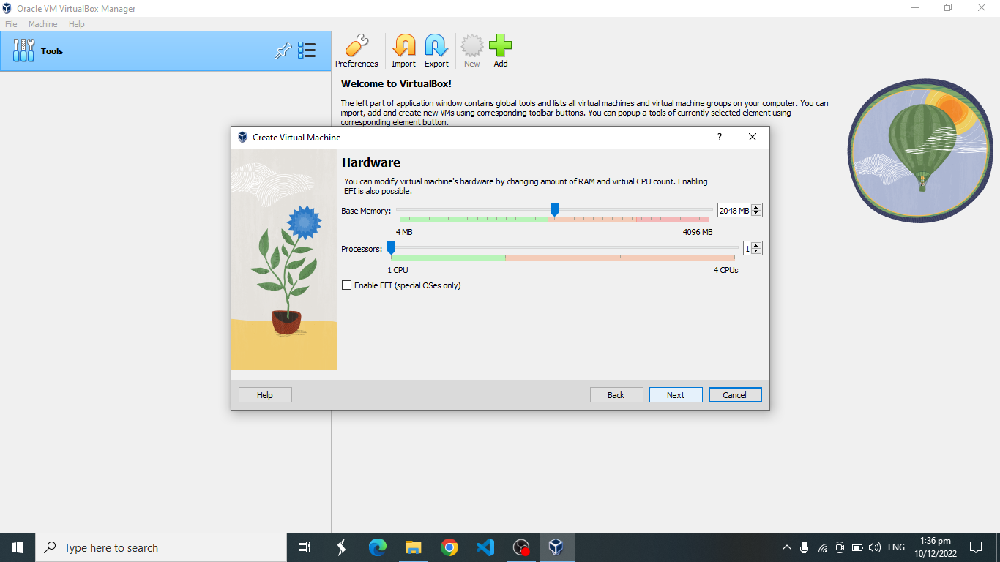 Oracle VM VirtualBox Manager
File Machine Help
Tools
Preferences Import Export New Add
Welcome to VirtualBox!
The left part of application window contains global tools and lists all virtual machines and virtual machine groups on your computer. You can
import, add and create new VMs using corresponding toolbar buttons. You can popup a tools of currently selected element using
corresponding element button.
Create Virtual Machine ?
Hardware
You can modify virtual machine's hardware by changing amount of RAM and virtual CPU count. Enabling
EFI is also possible.
Base Memory: 2048 MB
4 MB 4096 MB
Processors: 1
1 CPU 4 CPUs
Enable EFI (special OSes only)
Help Back Next Cancel
Type here to search
ENG
1:36 pm
10/12/2022